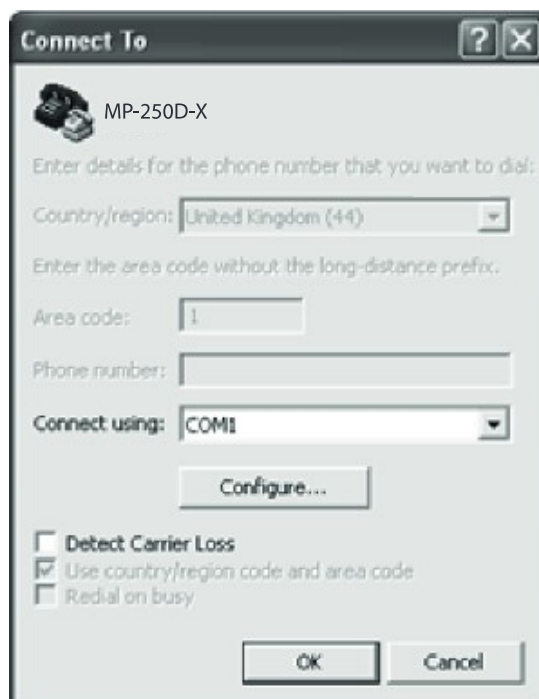 Connect To
MP-250D-X
Enter details for the phone number that you want to dial:
Country/region: United Kingdom (44)
Enter the area code without the long-distance prefix.
Area code: 1
Phone number:
Connect using: COM1
Configure...
Detect Carrier Loss
Use country/region code and area code
Redial on busy
OK Cancel